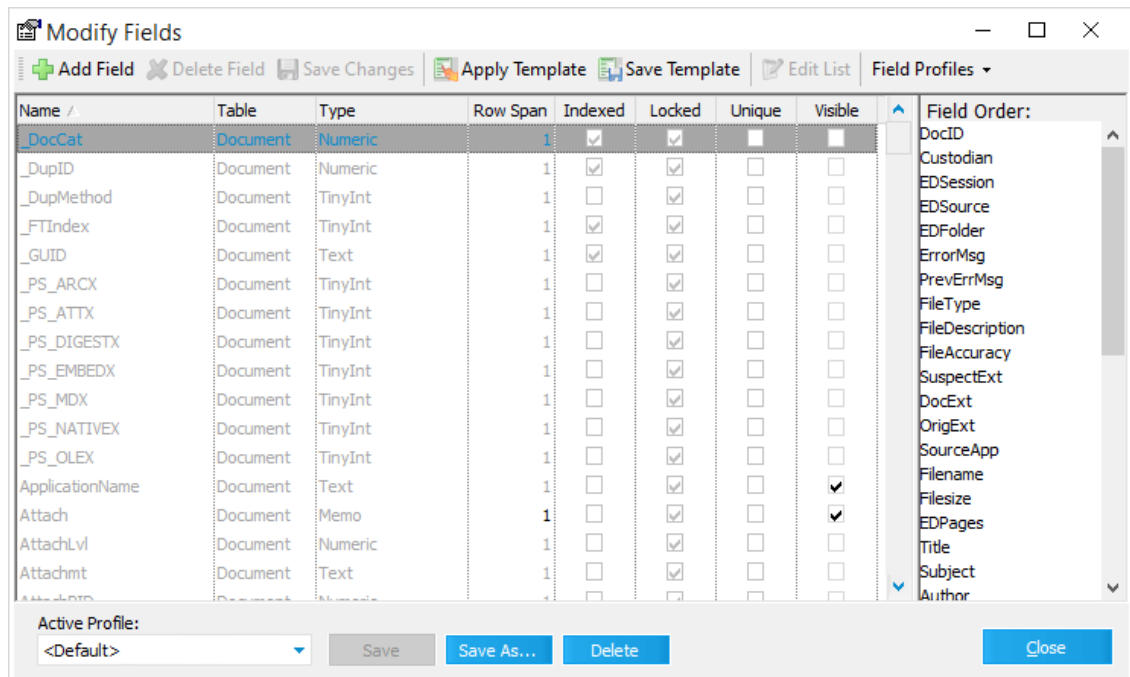 Modify Fields
Add Field Delete Field Save Changes Apply Template Save Template Edit List Field Profiles
Name Table Type Row Span Indexed Locked Unique Visible
_DocCat Document Numeric 1
_DupID Document Numeric 1
_DupMethod Document TinyInt 1
_FTIndex Document TinyInt 1
_GUID Document Text 1
_PS_ARCX Document TinyInt 1
_PS_ATTX Document TinyInt 1
_PS_DIGESTX Document TinyInt 1
_PS_EMBEDX Document TinyInt 1
_PS_MDX Document TinyInt 1
_PS_NATIVEX Document TinyInt 1
_PS_OLEX Document TinyInt 1
ApplicationName Document Text 1
Attach Document Memo 1
AttachLvl Document Numeric 1
Attachmt Document Text 1
AttachPID Document Numeric 1
Field Order:
DocID
Custodian
EDSession
EDSource
EDFolder
ErrorMsg
PrevErrMsg
FileType
FileDescription
FileAccuracy
SuspectExt
DocExt
OrigExt
SourceApp
Filename
Filesize
EDPages
Title
Subject
Author
Active Profile:
<Default> Save Save As... Delete Close